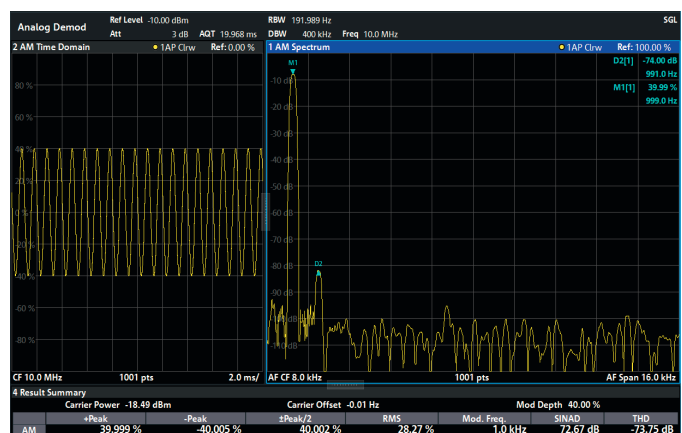 Analog Demod
Ref Level -10.00 dBm RBW 191.989 Hz SGL
Att 3 dB AQT 19.968 ms DBW 400 kHz Freq 10.0 MHz
2 AM Time Domain 1AP Clrw Ref: 0.00 %
1 AM Spectrum 1AP Clrw Ref: 100.00 %
D2[1] -74.00 dB
991.0 Hz
M1[1] 39.99 %
999.0 Hz
M1
D2
80 %
60 %
40 %
20 %
0 %
-20 %
-40 %
-60 %
-80 %
-10 dB
-20 dB
-30 dB
-40 dB
-50 dB
-60 dB
-70 dB
-80 dB
-90 dB
-110 dB
CF 10.0 MHz 1001 pts 2.0 ms/
AF CF 8.0 kHz 1001 pts AF Span 16.0 kHz
4 Result Summary
Carrier Power -18.49 dBm Carrier Offset -0.01 Hz Mod Depth 40.00 %
+Peak -Peak ±Peak/2 RMS Mod. Freq. SINAD THD
AM 39.999 % -40.005 % 40.002 % 28.27 % 1.0 kHz 72.67 dB -73.75 dB